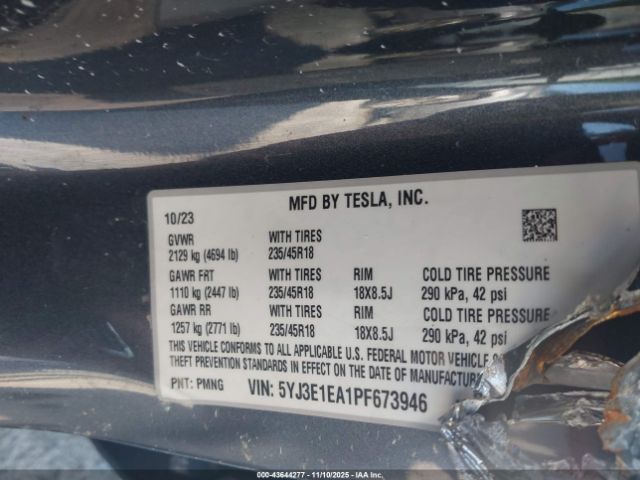 MFD BY TESLA, INC.
10/23
GVWR WITH TIRES
2129 kg (4694 lb) 235/45R18
GAWR FRT WITH TIRES RIM COLD TIRE PRESSURE
1110 kg (2447 lb) 235/45R18 18X8.5J 290 kPa, 42 psi
GAWR RR WITH TIRES RIM COLD TIRE PRESSURE
1257 kg (2771 lb) 235/45R18 18X8.5J 290 kPa, 42 psi
THIS VEHICLE CONFORMS TO ALL APPLICABLE U.S. FEDERAL MOTOR VEHICLE
THEFT PREVENTION STANDARDS IN EFFECT ON THE DATE OF MANUFA
PNT: PMNG VIN: 5YJ3E1EA1PF673946
000-43644277 - 11/10/2025 - IAA Corp.